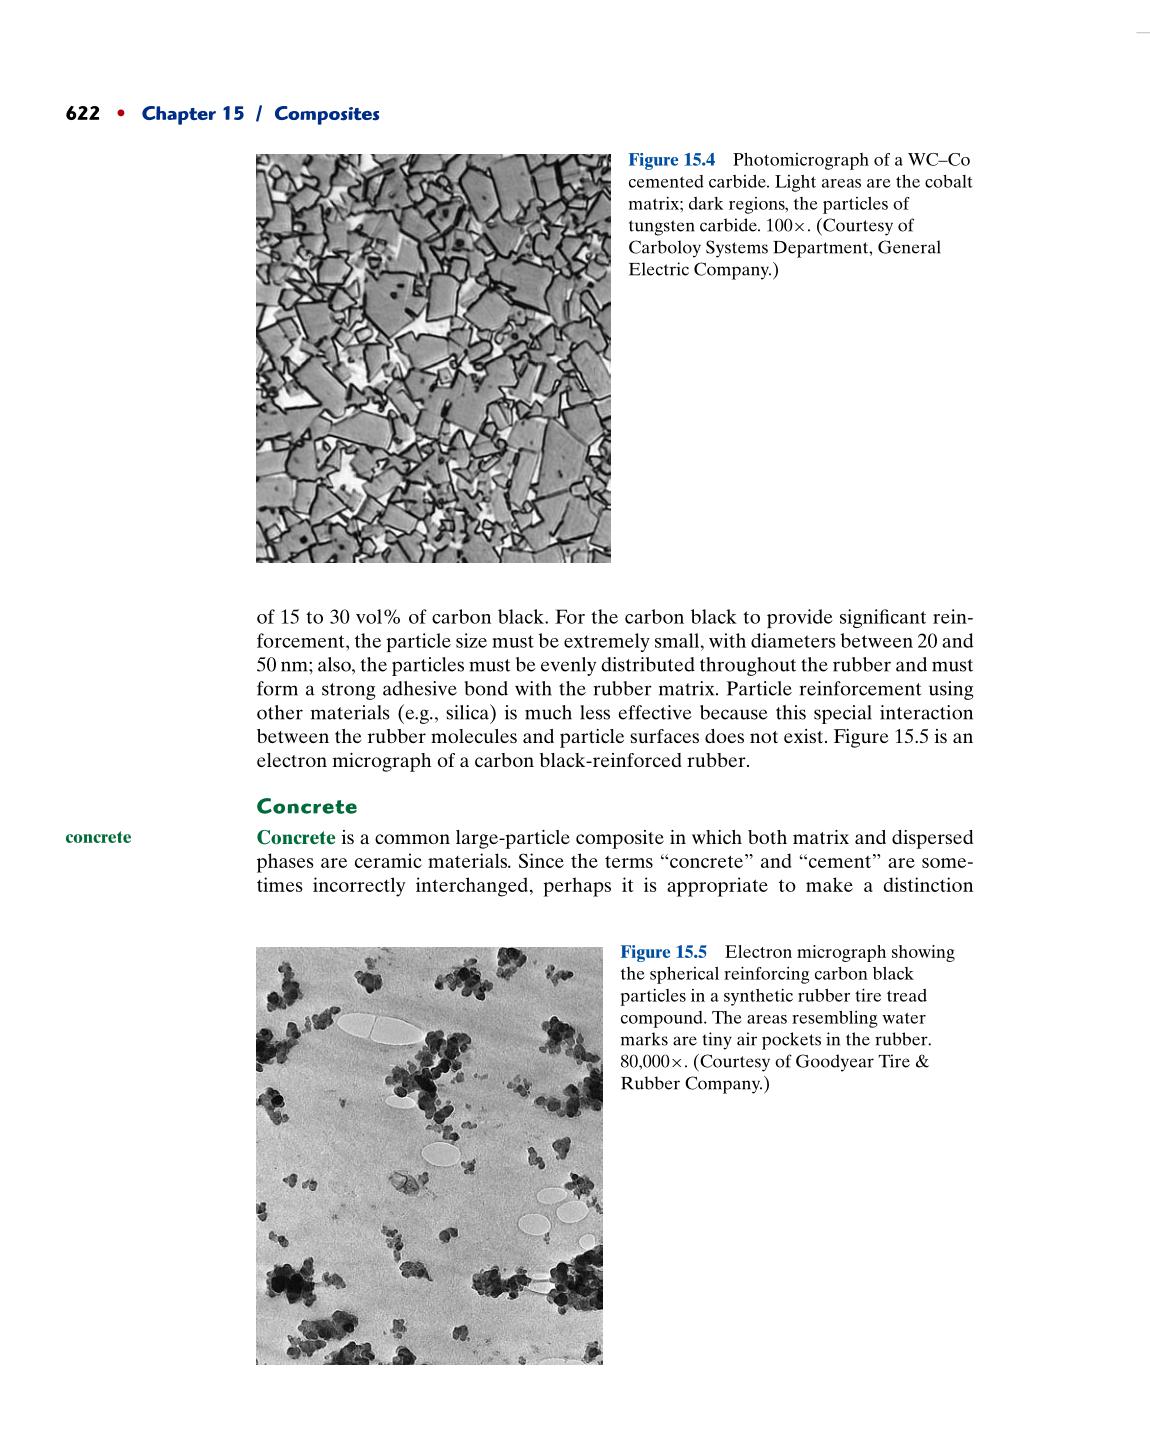 622 • Chapter 15 / Composites
Figure 15.4 Photomicrograph of a WC–Co
cemented carbide. Light areas are the cobalt
matrix; dark regions, the particles of
tungsten carbide. 100×. (Courtesy of
Carboloy Systems Department, General
Electric Company.)
of 15 to 30 vol% of carbon black. For the carbon black to provide significant rein-
forcement, the particle size must be extremely small, with diameters between 20 and
50 nm; also, the particles must be evenly distributed throughout the rubber and must
form a strong adhesive bond with the rubber matrix. Particle reinforcement using
other materials (e.g., silica) is much less effective because this special interaction
between the rubber molecules and particle surfaces does not exist. Figure 15.5 is an
electron micrograph of a carbon black-reinforced rubber.
Concrete
concrete
Concrete is a common large-particle composite in which both matrix and dispersed
phases are ceramic materials. Since the terms “concrete” and “cement” are some-
times incorrectly interchanged, perhaps it is appropriate to make a distinction
Figure 15.5 Electron micrograph showing
the spherical reinforcing carbon black
particles in a synthetic rubber tire tread
compound. The areas resembling water
marks are tiny air pockets in the rubber.
80,000×. (Courtesy of Goodyear Tire &
Rubber Company.)